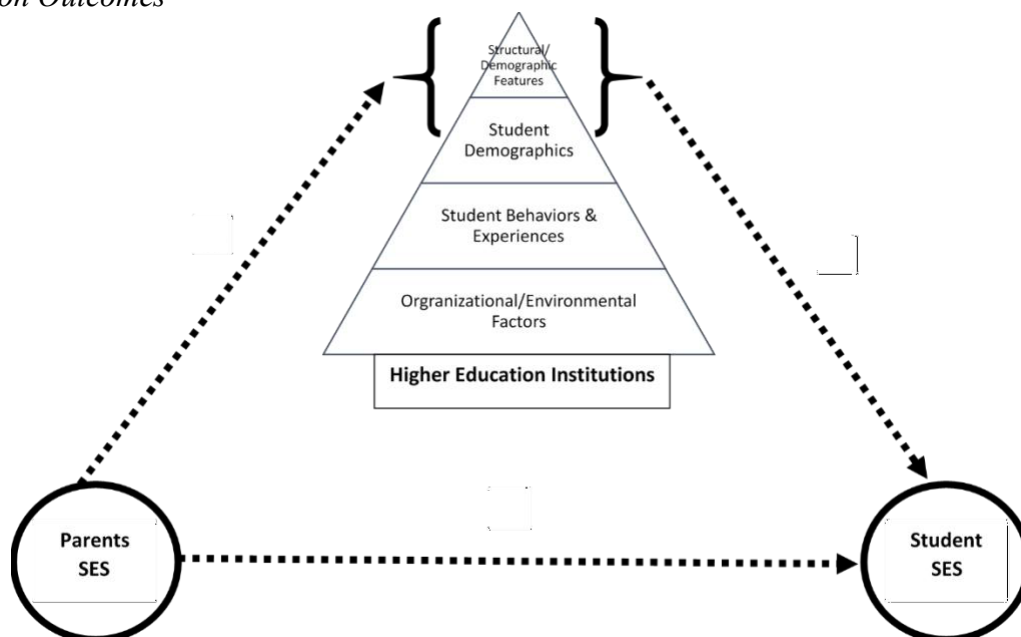 on Outcomes
Structural/
Demographic
Features
Student
Demographics
Student Behaviors &
Experiences
Orgranizational/Environmental
Factors
Higher Education Institutions
Parents
SES
Student
SES